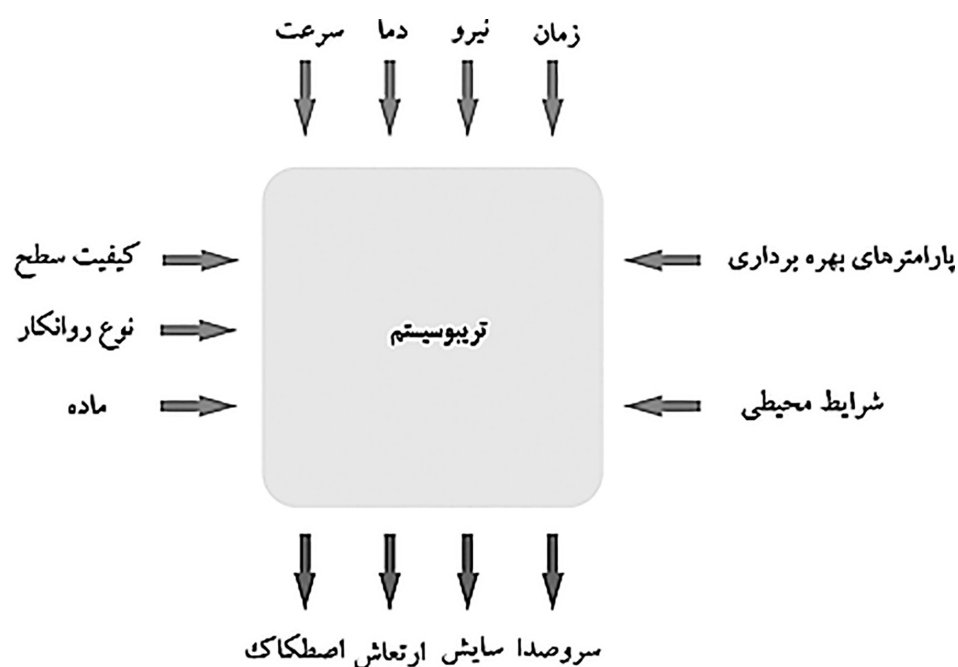 زمان نیرو دما سرعت
پارامترهای بهره برداری
شرایط محیطی
تریبوسیستم
کیفیت سطح
نوع روانکار
ماده
سروصدا سایش ارتعاش اصطکاک